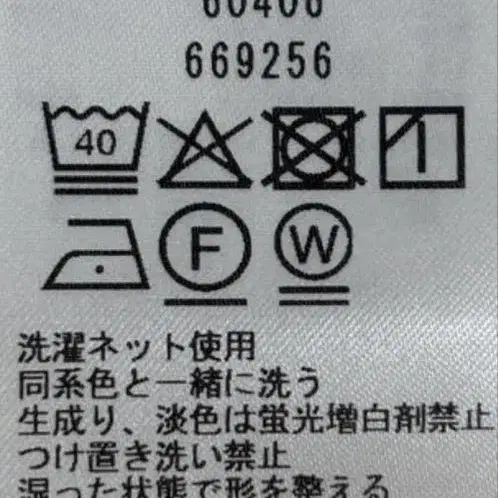 60406
669256
40
F W
洗濯ネット使用
同系色と一緒に洗う
生成り、淡色は蛍光増白剤禁止
つけ置き洗い禁止
湿った状態で形を整える